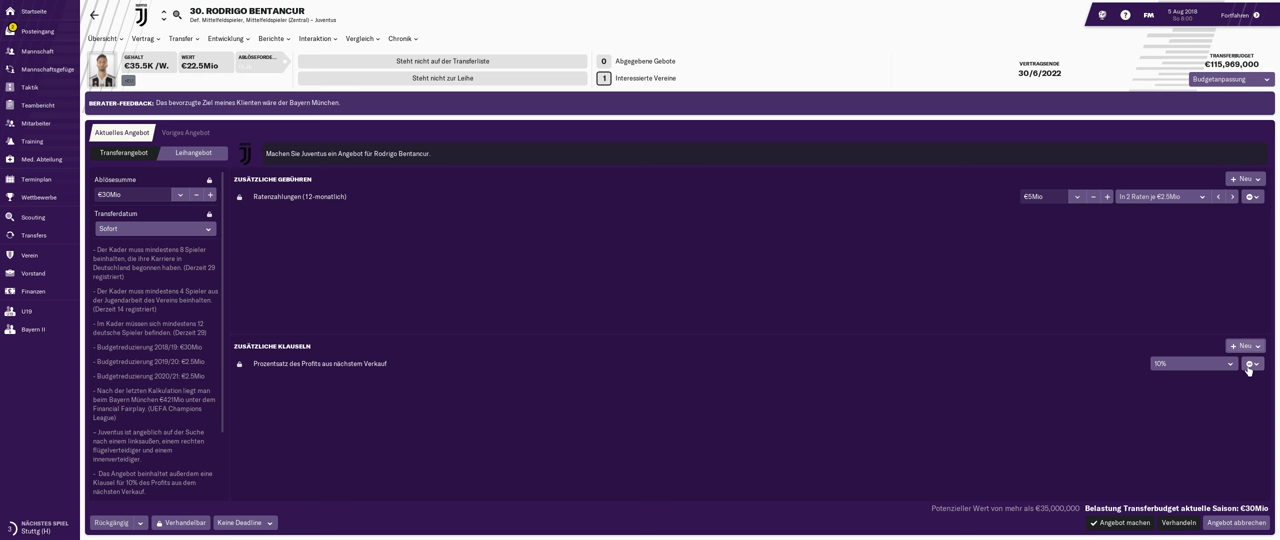 Startseite
Posteingang
Mannschaft
Mannschaftsgefüge
Taktik
Teambericht
Mitarbeiter
Training
Med. Abteilung
Terminplan
Wettbewerbe
Scouting
Transfers
Verein
Vorstand
Finanzen
U19
Bayern II
3
NÄCHSTES SPIEL
Stuttg (H)
30. RODRIGO BENTANCUR
Def. Mittelfeldspieler, Mittelfeldspieler (Zentral) – Juventus
FM
5 Aug 2018
So 9:00
Fortfahren
Übersicht
Vertrag
Transfer
Entwicklung
Berichte
Interaktion
Vergleich
Chronik
GEHALT
€35.5K /W.
WERT
€22.5Mio
ABLÖSEFORDE...
Steht nicht auf der Transferliste
Steht nicht zur Leihe
0 Abgegebene Gebote
1 Interessierte Vereine
VERTRAGSENDE
30/6/2022
TRANSFERBUDGET
€115,969,000
Budgetanpassung
BERATER-FEEDBACK: Das bevorzugte Ziel meines Klienten wäre der Bayern München.
Aktuelles Angebot
Voriges Angebot
Transferangebot
Leihangebot
Machen Sie Juventus ein Angebot für Rodrigo Bentancur.
Ablösesumme
€30Mio
Transferdatum
Sofort
- Der Kader muss mindestens 8 Spieler
beinhalten, die ihre Karriere in
Deutschland begonnen haben. (Derzeit 29
registriert)
- Der Kader muss mindestens 4 Spieler aus
der Jugendarbeit des Vereins beinhalten.
(Derzeit 14 registriert)
- Im Kader müssen sich mindestens 12
deutsche Spieler befinden. (Derzeit 29)
- Budgetreduzierung 2018/19: €30Mio
- Budgetreduzierung 2019/20: €2.5Mio
- Budgetreduzierung 2020/21: €2.5Mio
- Nach der letzten Kalkulation liegt man
beim Bayern München €421Mio unter dem
Financial Fairplay. (UEFA Champions
League)
- Juventus ist angeblich auf der Suche
nach einem linksaußen, einem rechten
flügelverteidiger und einem
innenverteidiger.
- Das Angebot beinhaltet außerdem eine
Klausel für 10% des Profits aus dem
nächsten Verkauf.
ZUSÄTZLICHE GEBÜHREN
+ Neu
Ratenzahlungen (12-monatlich)
€5Mio
In 2 Raten je €2.5Mio
ZUSÄTZLICHE KLAUSELN
+ Neu
Prozentsatz des Profits aus nächstem Verkauf
10%
Potenzieller Wert von mehr als €35,000,000
Belastung Transferbudget aktuelle Saison: €30Mio
Rückgängig
Verhandelbar
Keine Deadline
Angebot machen
Verhandeln
Angebot abbrechen